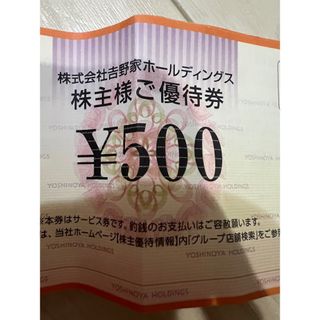 株式会社吉野家ホールディングス
株主様ご優待券
¥500
YOSHINOYA HOLDINGS
※本券はサービス券です。釣銭のお支払いはご容赦願います。
は、当社ホームページ【株主優待情報】内「グループ店舗検索」をご参
YOSHINOYA HOLDINGS